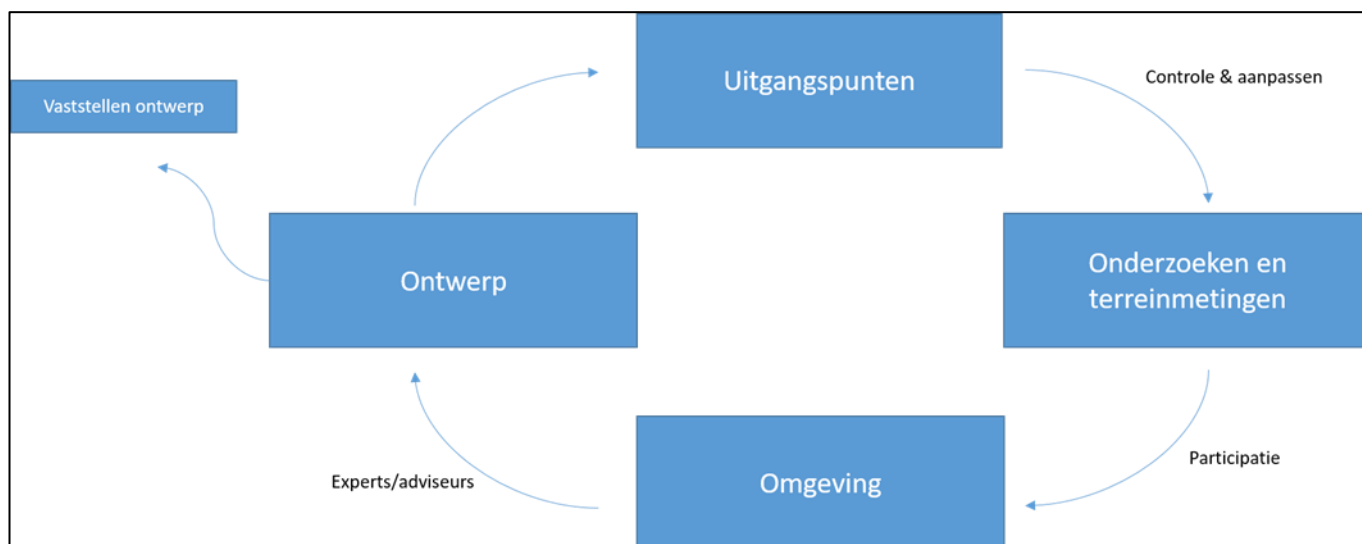 Uitgangspunten
Controle & aanpassen
Vaststellen ontwerp
Ontwerp
Onderzoeken en
terreinmetingen
Experts/adviseurs
Omgeving
Participatie